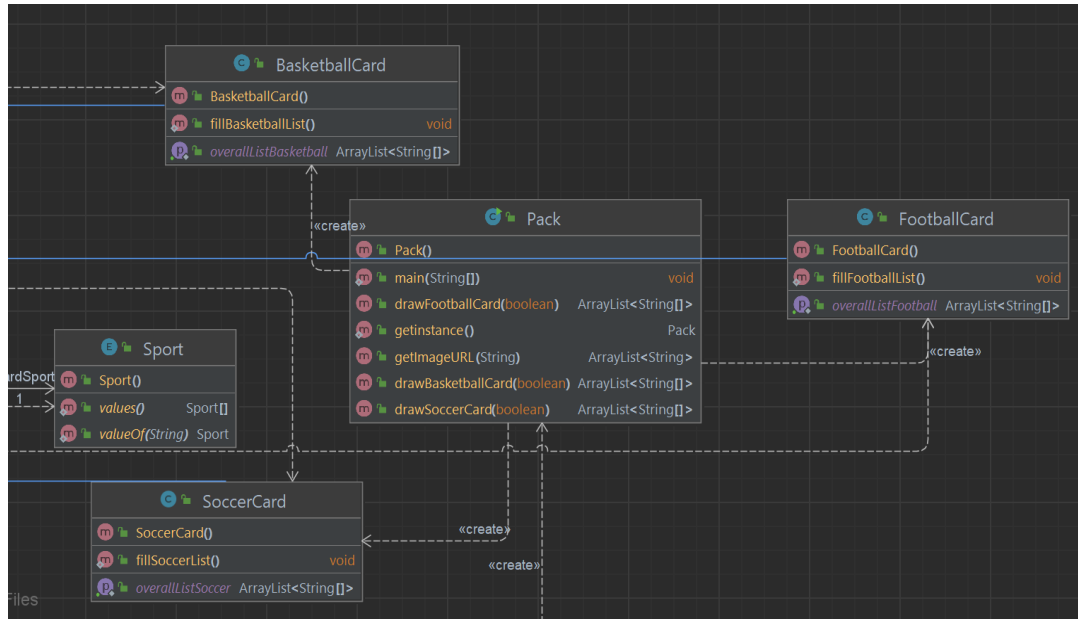 BasketballCard
BasketballCard()
fillBasketballList() void
overallListBasketball ArrayList<String[]>
«create»
Pack
Pack()
main(String[]) void
drawFootballCard(boolean) ArrayList<String[]>
getinstance() Pack
getImageURL(String) ArrayList<String>
drawBasketballCard(boolean) ArrayList<String[]>
drawSoccerCard(boolean) ArrayList<String[]>
FootballCard
FootballCard()
fillFootballList() void
overallListFootball ArrayList<String[]>
«create»
Sport
Sport()
values() Sport[]
valueOf(String) Sport
ardSport
1
SoccerCard
SoccerCard()
fillSoccerList() void
overallListSoccer ArrayList<String[]>
«create»
«create»
Files